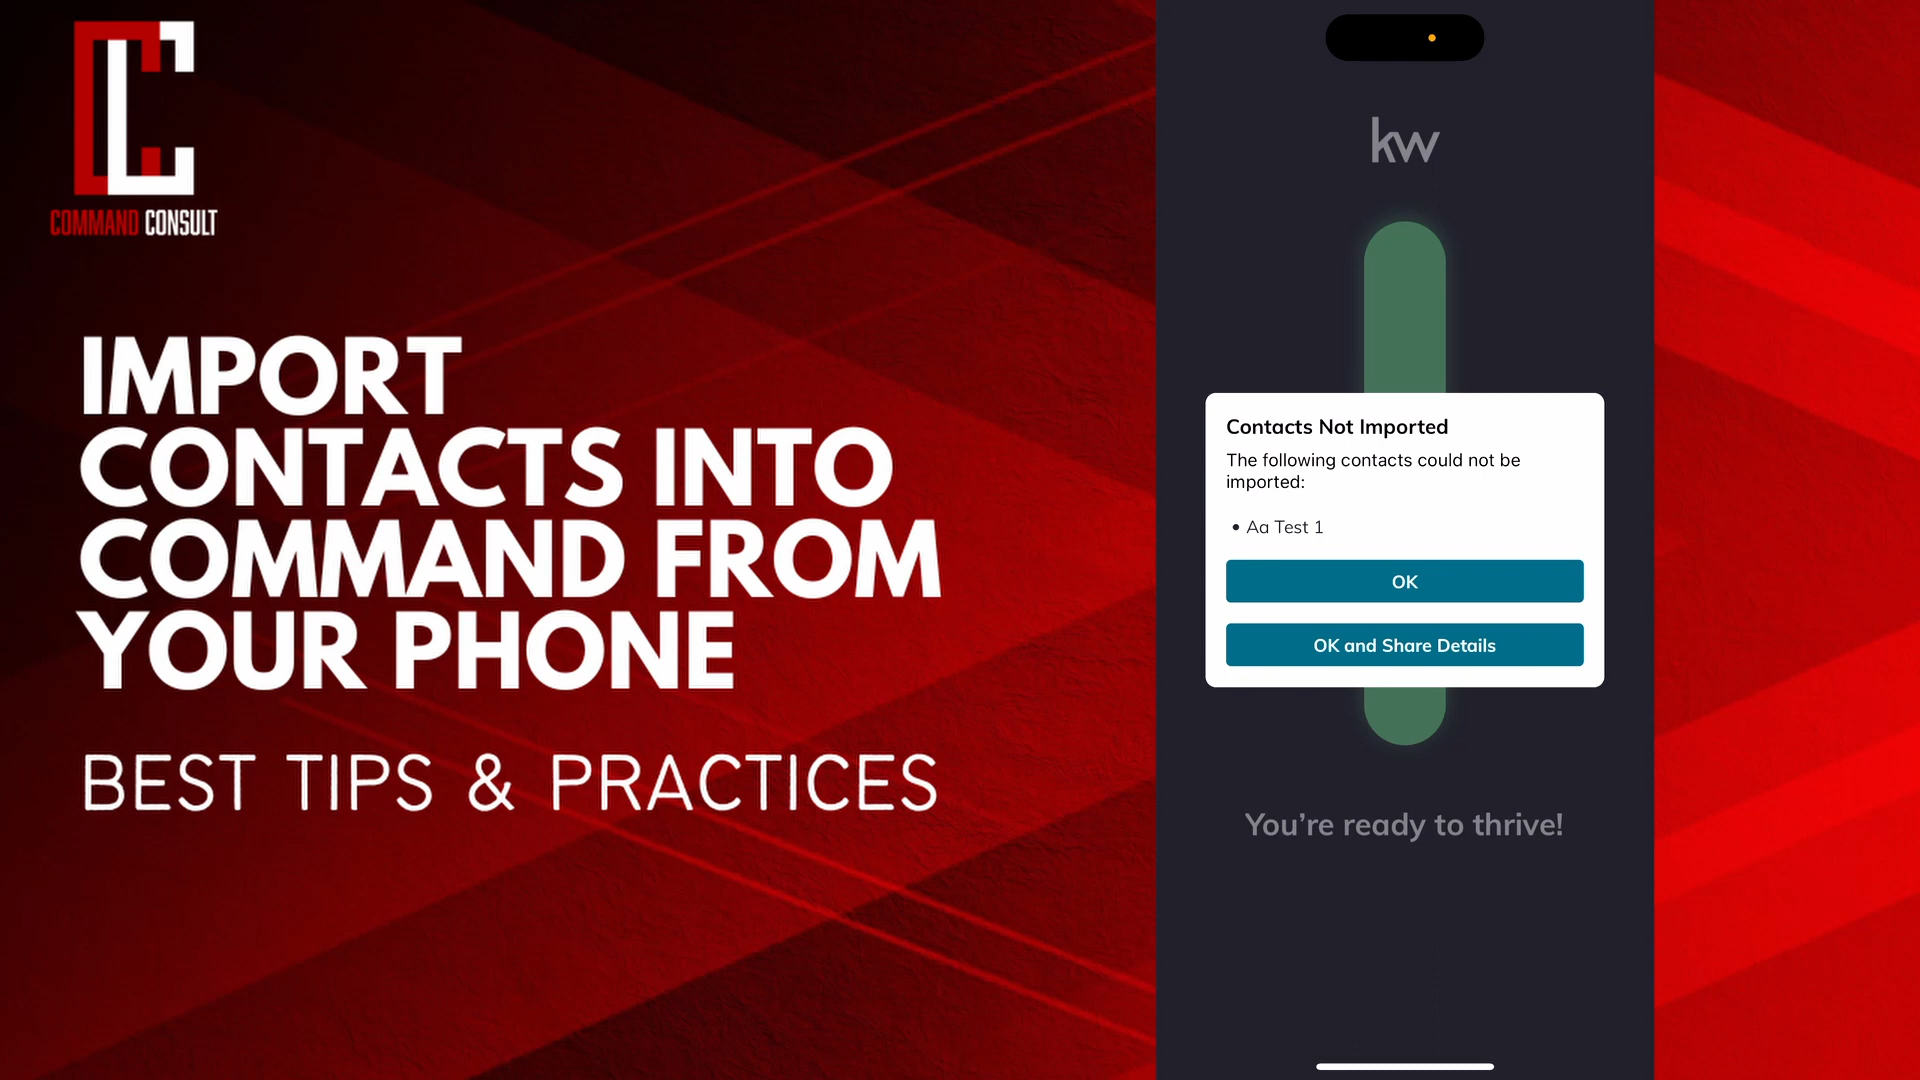 COMMAND CONSULT
IMPORT
CONTACTS INTO
COMMAND FROM
YOUR PHONE
BEST TIPS & PRACTICES
kw
Contacts Not Imported
The following contacts could not be
imported:
• Aa Test 1
OK
OK and Share Details
You’re ready to thrive!